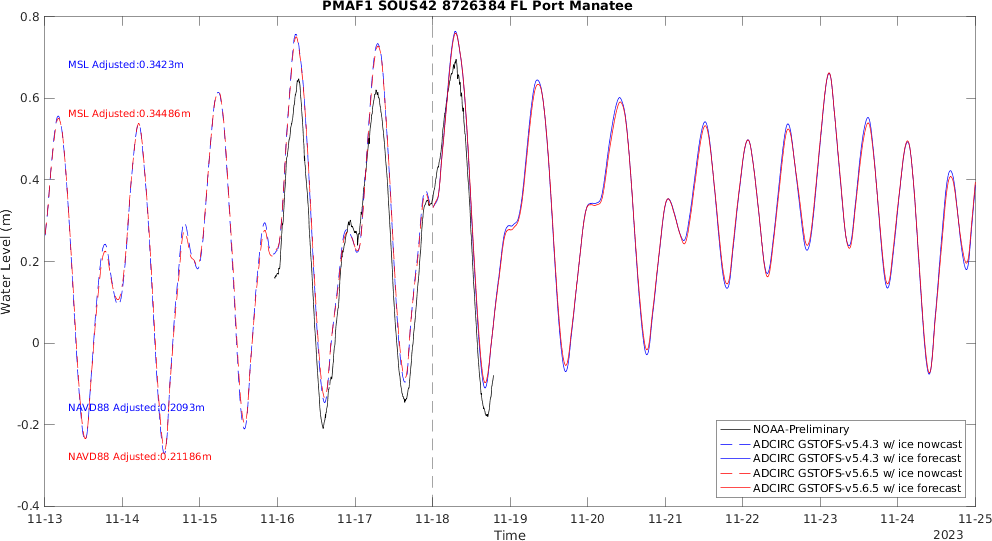 PMAF1 SOUS42 8726384 FL Port Manatee
0.8
0.6
0.4
0.2
0
-0.2
-0.4
Water Level (m)
MSL Adjusted:0.3423m
MSL Adjusted:0.34486m
NAVD88 Adjusted:0.2093m
NAVD88 Adjusted:0.21186m
NOAA-Preliminary
ADCIRC GSTOFS-v5.4.3 w/ ice nowcast
ADCIRC GSTOFS-v5.4.3 w/ ice forecast
ADCIRC GSTOFS-v5.6.5 w/ ice nowcast
ADCIRC GSTOFS-v5.6.5 w/ ice forecast
11-13 11-14 11-15 11-16 11-17 11-18 11-19 11-20 11-21 11-22 11-23 11-24 11-25
Time
2023